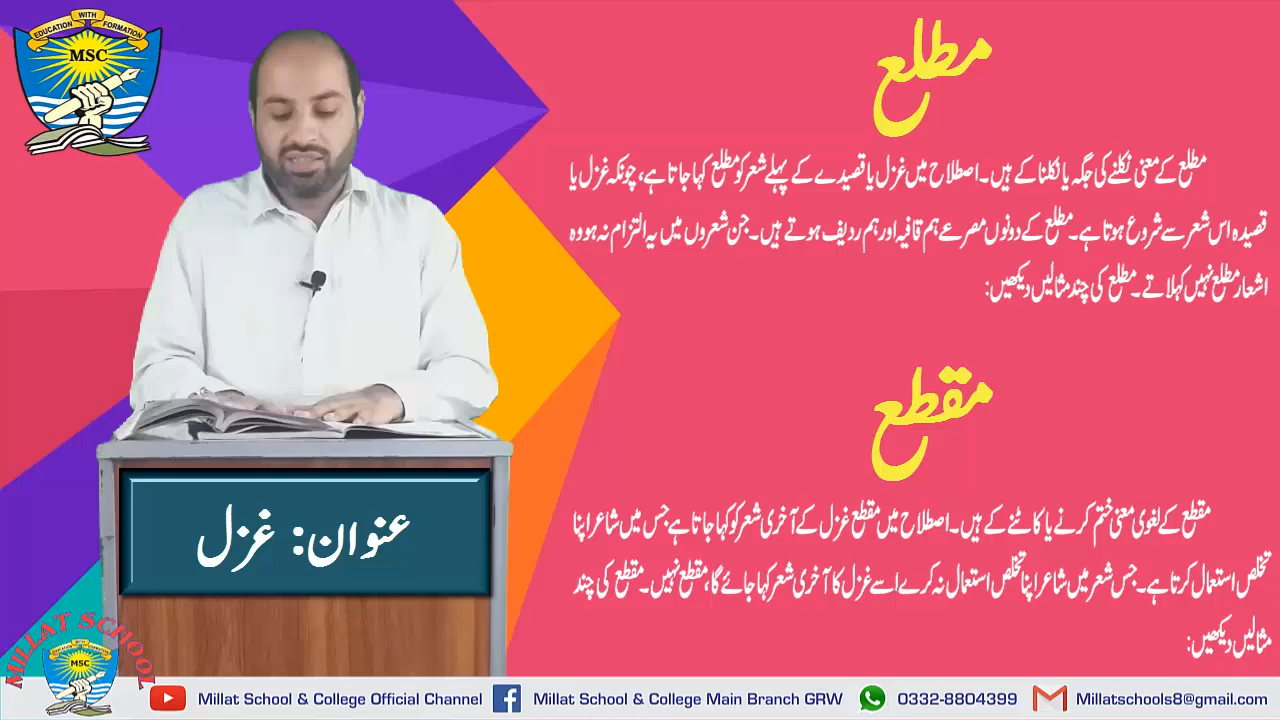 EDUCATION WITH FORMATION
MSC
مطلع
مطلع کے معنی نکلنے کی جگہ یا نکلنا کے ہیں۔ اصطلاح میں غزل یا قصیدے کے پہلے شعر کو مطلع کہا جاتا ہے، چونکہ غزل یا
قصیدہ اس شعر سے شروع ہوتا ہے۔ مطلع کے دونوں مصرعے ہم قافیہ اور ہم ردیف ہوتے ہیں۔ جن شعروں میں یہ التزام نہ ہو وہ
اشعار مطلع نہیں کہلاتے۔ مطلع کی چند مثالیں دیکھیں:
مقطع
مقطع کے لغوی معنی ختم کرنے یا کاٹنے کے ہیں۔ اصطلاح میں مقطع غزل کے آخری شعر کو کہا جاتا ہے جس میں شاعر اپنا
تخلص استعمال کرتا ہے۔ جس شعر میں شاعر اپنا تخلص استعمال نہ کرے اسے غزل کا آخری شعر کہا جائے گا، مقطع نہیں۔ مقطع کی چند
مثالیں دیکھیں:
عنوان: غزل
MILLAT SCHOOL
MSC
Millat School & College Official Channel
Millat School & College Main Branch GRW
0332-8804399
Millatschools8@gmail.com